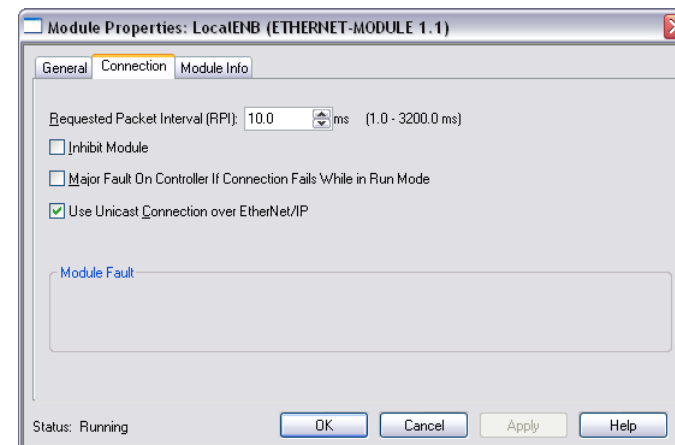 Module Properties: LocalENB (ETHERNET-MODULE 1.1)
General Connection Module Info
Requested Packet Interval (RPI): 10.0 ms (1.0 - 3200.0 ms)
Inhibit Module
Major Fault On Controller If Connection Fails While in Run Mode
Use Unicast Connection over EtherNet/IP
Module Fault
Status: Running OK Cancel Apply Help